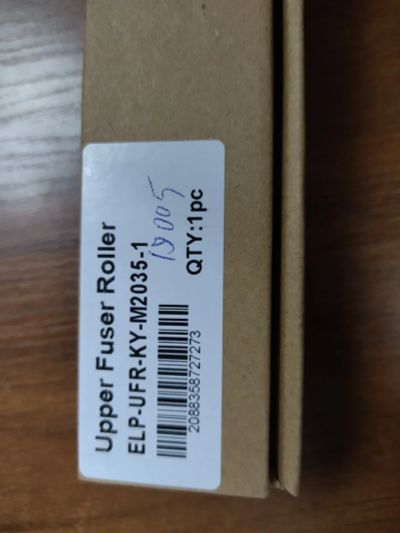 Upper Fuser Roller
ELP-UFR-KY-M2035-1
19005
QTY:1pc
2088358727273